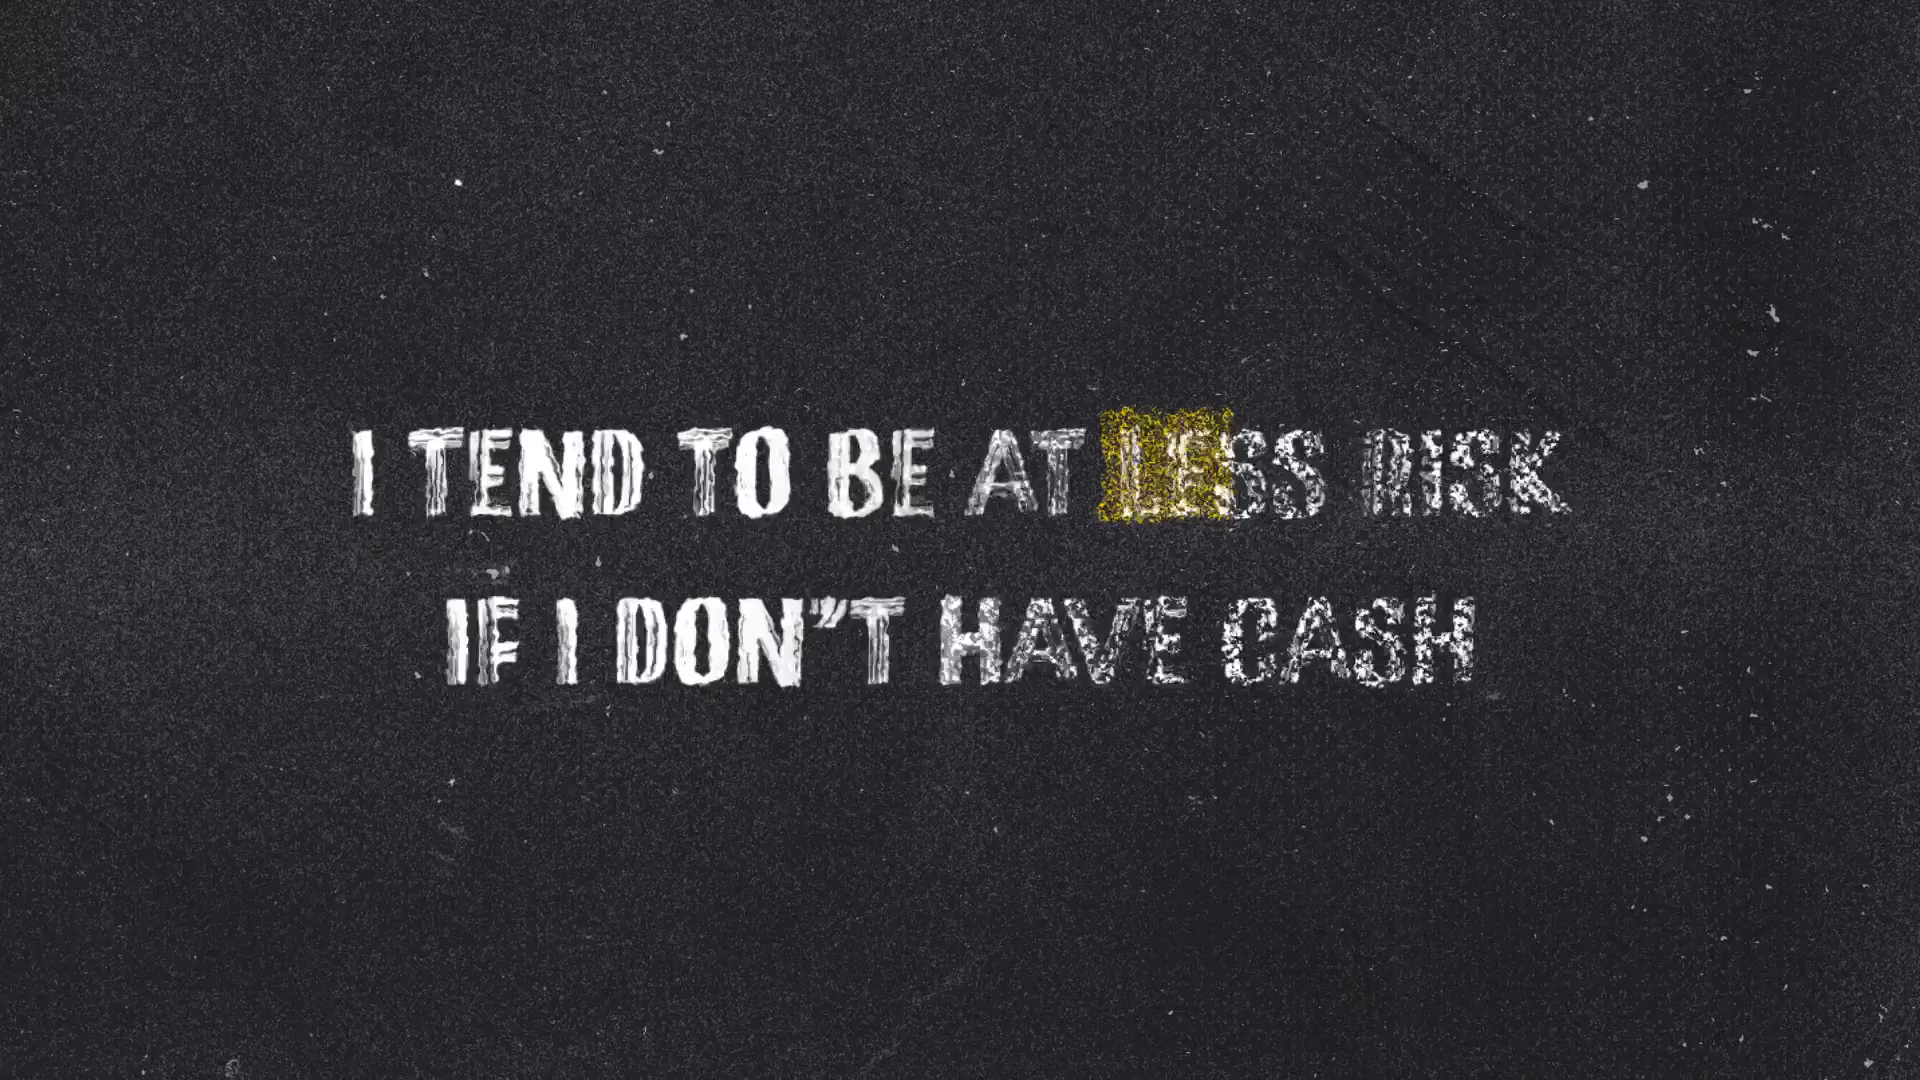 I TEND TO BE AT LESS RISK
IF I DON"T HAVE CASH